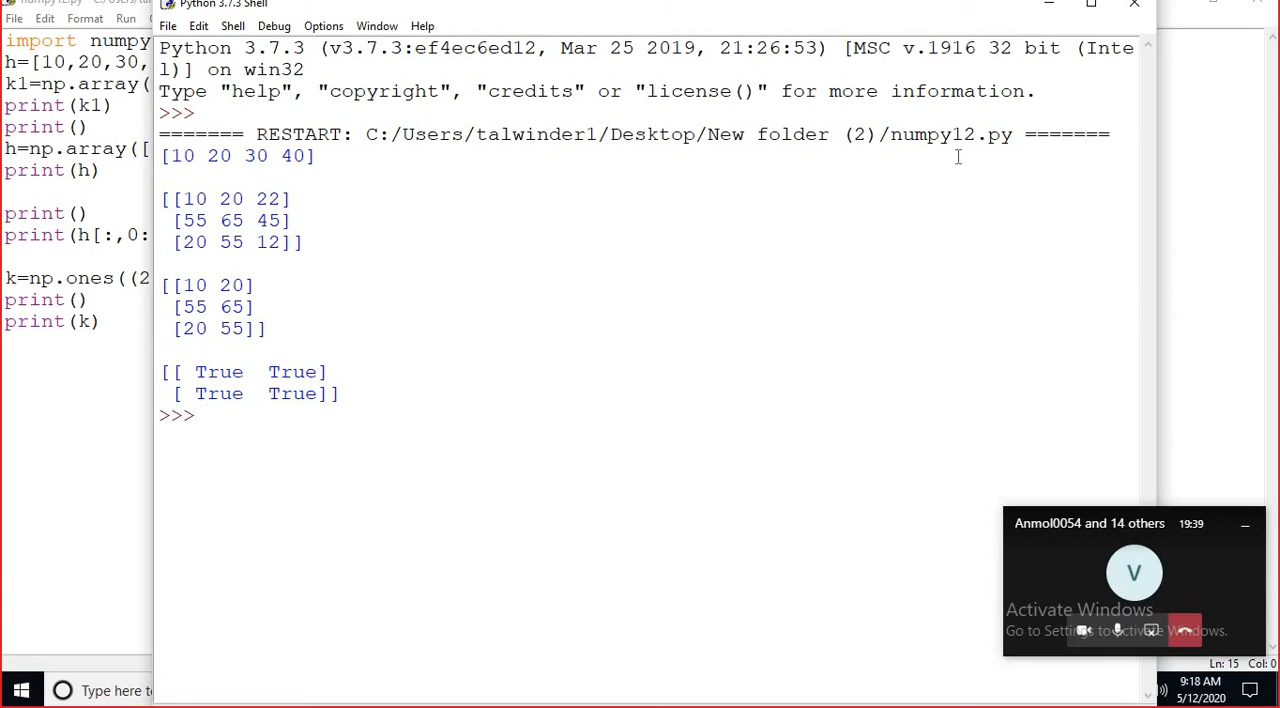 Python 3.7.3 Shell
File Edit Format Run
File Edit Shell Debug Options Window Help
import numpy
h=[10,20,30,
k1=np.array(
print(k1)
print()
h=np.array([
print(h)
print()
print(h[:,0:
k=np.ones((2
print()
print(k)
Python 3.7.3 (v3.7.3:ef4ec6ed12, Mar 25 2019, 21:26:53) [MSC v.1916 32 bit (Inte
l)] on win32
Type "help", "copyright", "credits" or "license()" for more information.
>>>
======= RESTART: C:/Users/talwinder1/Desktop/New folder (2)/numpy12.py =======
[10 20 30 40]
[[10 20 22]
[55 65 45]
[20 55 12]]
[[10 20]
[55 65]
[20 55]]
[[ True  True]
[ True  True]]
>>>
Anmol0054 and 14 others 19:39
V
Activate Windows
Go to Settings to activate Windows.
Ln: 15 Col: 0
Type here to
9:18 AM
5/12/2020